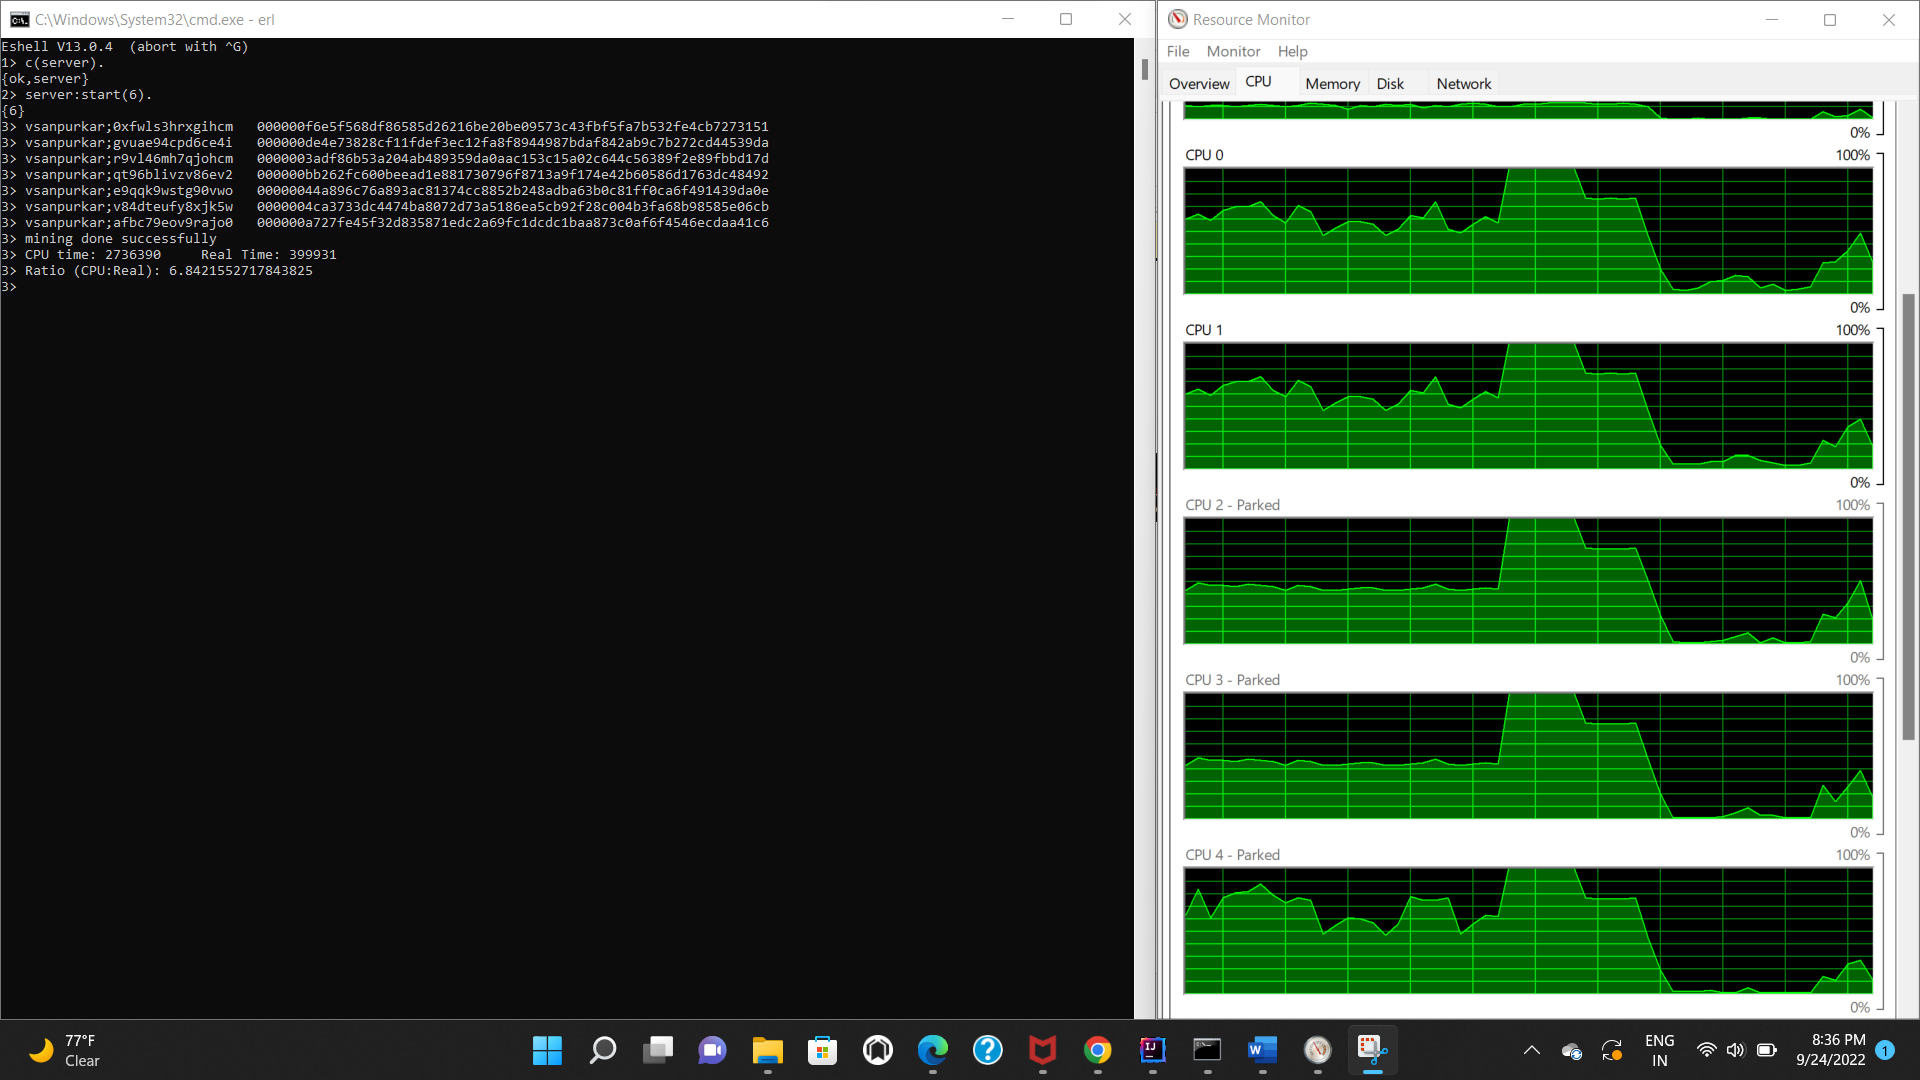 C:\Windows\System32\cmd.exe - erl
Eshell V13.0.4  (abort with ^G)
1> c(server).
{ok,server}
2> server:start(6).
{6}
3> vsanpurkar;0xfwls3hrxgihcm   000000f6e5f568df86585d26216be20be09573c43fbf5fa7b532fe4cb7273151
3> vsanpurkar;gvuae94cpd6ce4i   000000de4e73828cf11fdef3ec12fa8f8944987bdaf842ab9c7b272cd44539da
3> vsanpurkar;r9vl46mh7qjohcm   0000003adf86b53a204ab489359da0aac153c15a02c644c56389f2e89fbbd17d
3> vsanpurkar;qt96blivzv86ev2   000000bb262fc600beead1e881730796f8713a9f174e42b60586d1763dc48492
3> vsanpurkar;e9qqk9wstg90vwo   00000044a896c76a893ac81374cc8852b248adba63b0c81ff0ca6f491439da0e
3> vsanpurkar;v84dteufy8xjk5w   0000004ca3733dc4474ba8072d73a5186ea5cb92f28c004b3fa68b98585e06cb
3> vsanpurkar;afbc79eov9rajo0   000000a727fe45f32d835871edc2a69fc1dcdc1baa873c0af6f4546ecdaa41c6
3> mining done successfully
3> CPU time: 2736390     Real Time: 399931
3> Ratio (CPU:Real): 6.8421552717843825
3>
Resource Monitor
File Monitor Help
Overview CPU Memory Disk Network
0%
CPU 0 100%
0%
CPU 1 100%
0%
CPU 2 - Parked 100%
0%
CPU 3 - Parked 100%
0%
CPU 4 - Parked 100%
0%
77°F
Clear
ENG
IN
8:36 PM
9/24/2022
1